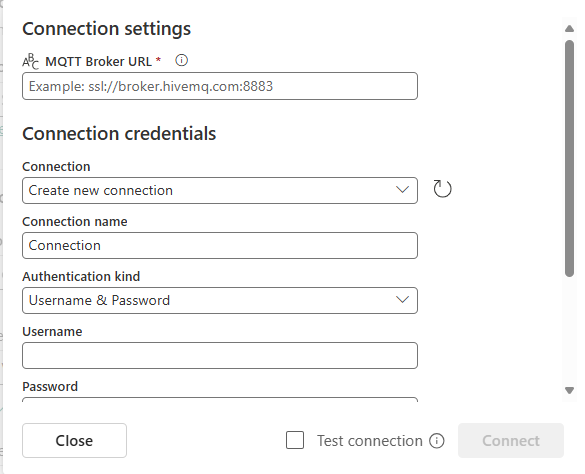 Connection settings
ABC MQTT Broker URL *
Example: ssl://broker.hivemq.com:8883
Connection credentials
Connection
Create new connection
Connection name
Connection
Authentication kind
Username & Password
Username
Password
Close
Test connection
Connect